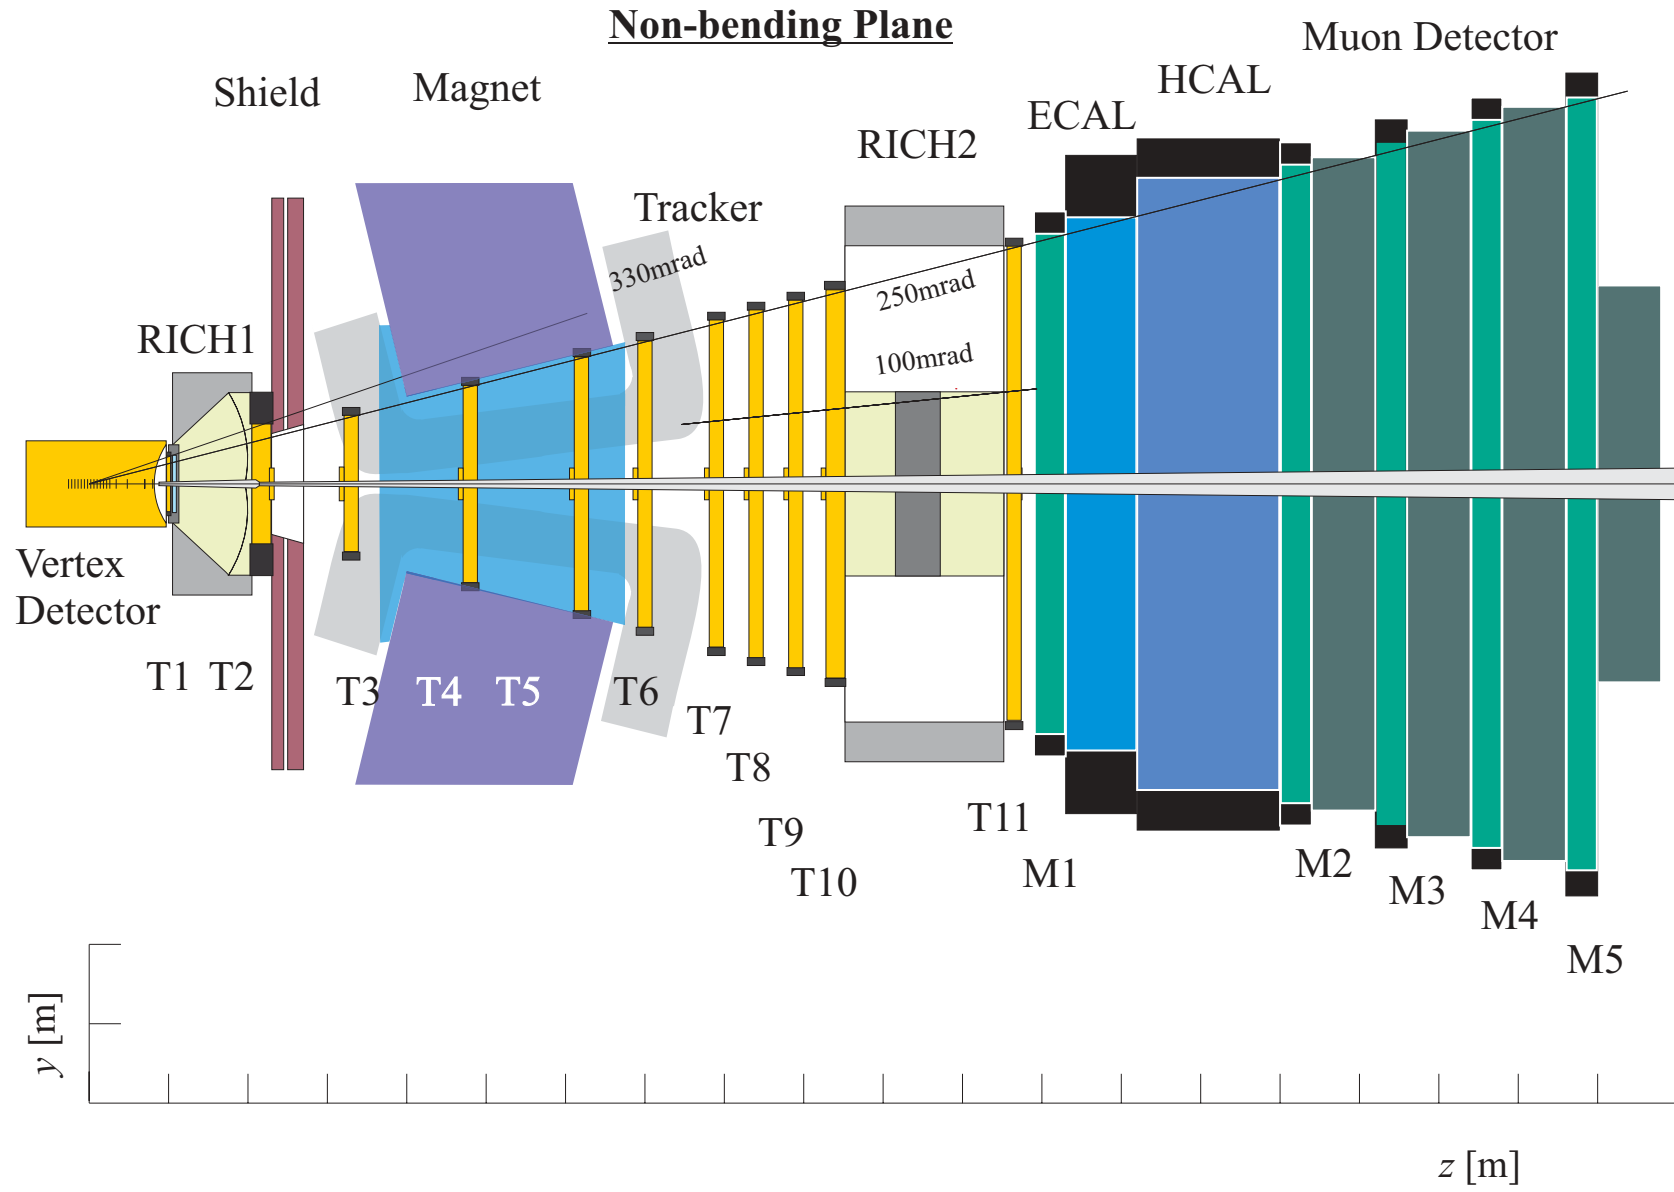 Non-bending Plane
Muon Detector
Shield
Magnet
HCAL
ECAL
RICH2
Tracker
330mrad
250mrad
RICH1
100mrad
Vertex
Detector
T1
T2
T3
T4
T5
T6
T7
T8
T9
T10
T11
M1
M2
M3
M4
M5
y [m]
z [m]